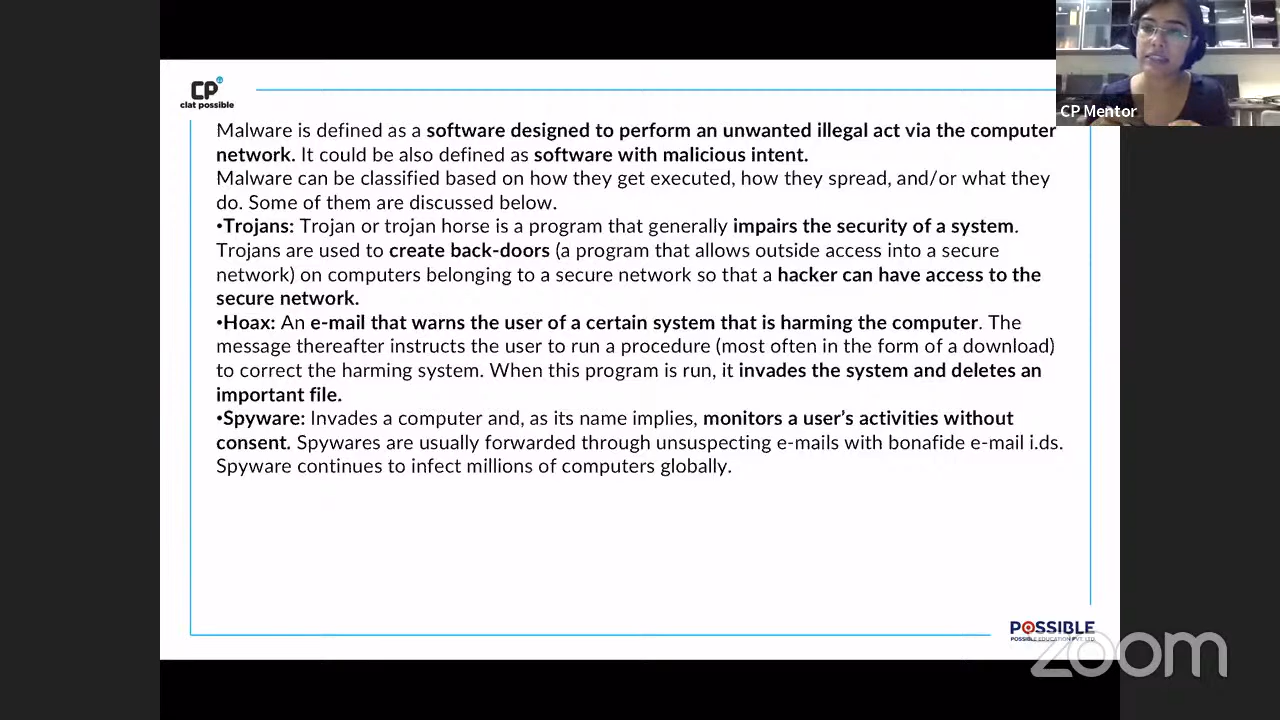 CP
clat possible
CP Mentor
Malware is defined as a software designed to perform an unwanted illegal act via the computer
network. It could be also defined as software with malicious intent.
Malware can be classified based on how they get executed, how they spread, and/or what they
do. Some of them are discussed below.
•Trojans: Trojan or trojan horse is a program that generally impairs the security of a system.
Trojans are used to create back-doors (a program that allows outside access into a secure
network) on computers belonging to a secure network so that a hacker can have access to the
secure network.
•Hoax: An e-mail that warns the user of a certain system that is harming the computer. The
message thereafter instructs the user to run a procedure (most often in the form of a download)
to correct the harming system. When this program is run, it invades the system and deletes an
important file.
•Spyware: Invades a computer and, as its name implies, monitors a user’s activities without
consent. Spywares are usually forwarded through unsuspecting e-mails with bonafide e-mail i.ds.
Spyware continues to infect millions of computers globally.
POSSIBLE
POSSIBLE EDUCATION PVT. LTD.
zoom